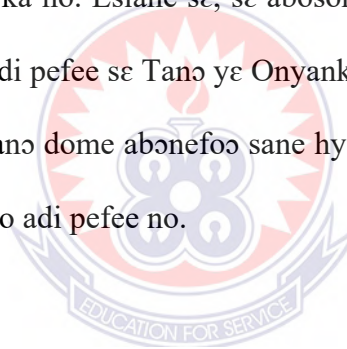 ka no. Esiane sɛ, sɛ abosom
di pefee sɛ Tanɔ yɛ Onyank
anɔ dome abɔnefoɔ sane hy
o adi pefee no.
EDUCATION FOR SERVICE